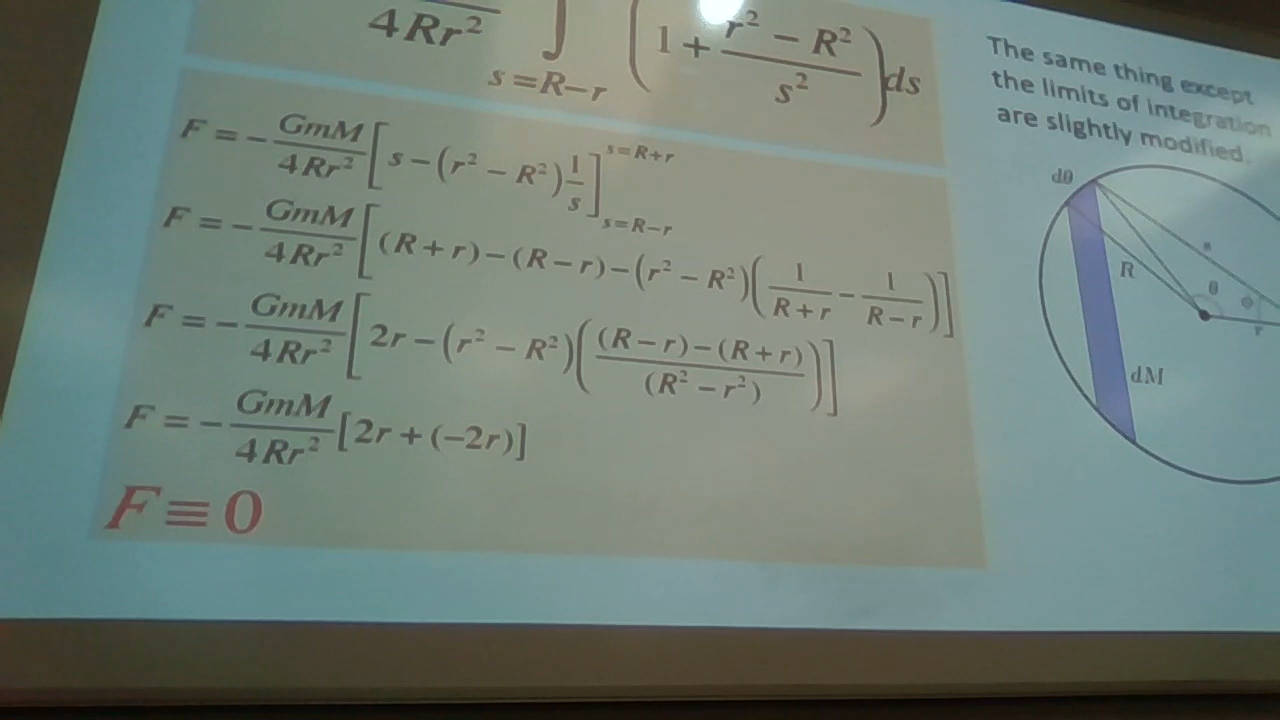 4Rr² ∫ s=R−r (1+ r² − R² / s²) ds
F = − GmM / 4Rr² [ s − (r² − R²) 1/s ] s=R+r s=R−r
F = − GmM / 4Rr² [ (R+r) − (R−r) − (r² − R²) ( 1 / R+r − 1 / R−r ) ]
F = − GmM / 4Rr² [ 2r − (r² − R²) ( (R−r) − (R+r) / (R² − r²) ) ]
F = − GmM / 4Rr² [2r + (−2r)]
F ≡ 0
The same thing except
the limits of integration
are slightly modified.
dθ
R
θ
r
dM